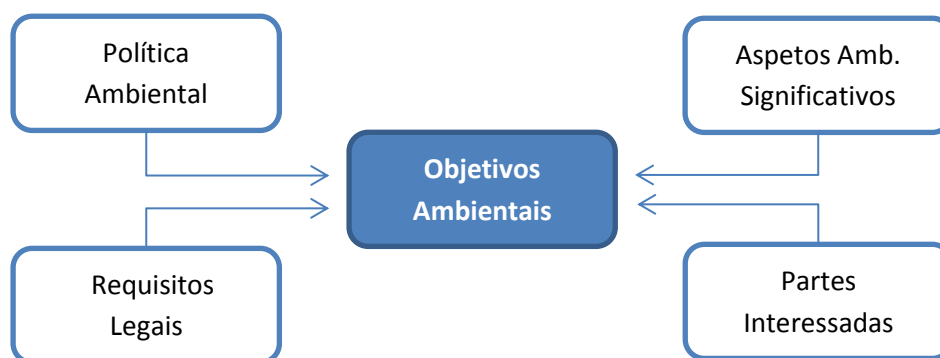 Política
Ambiental
Aspetos Amb.
Significativos
Objetivos
Ambientais
Requisitos
Legais
Partes
Interessadas